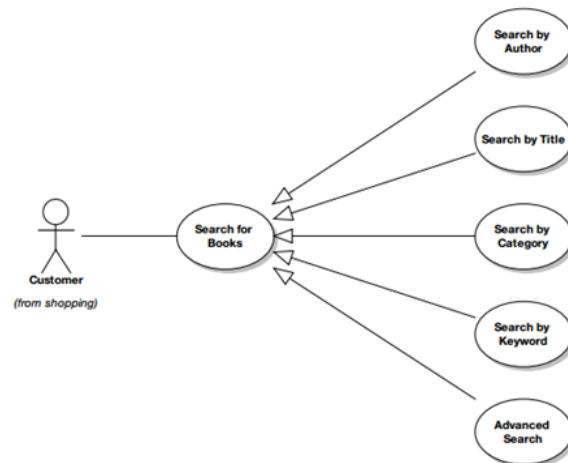 Search by
Author
Search by Title
Search for
Books
Search by
Category
Customer
(from shopping)
Search by
Keyword
Advanced
Search